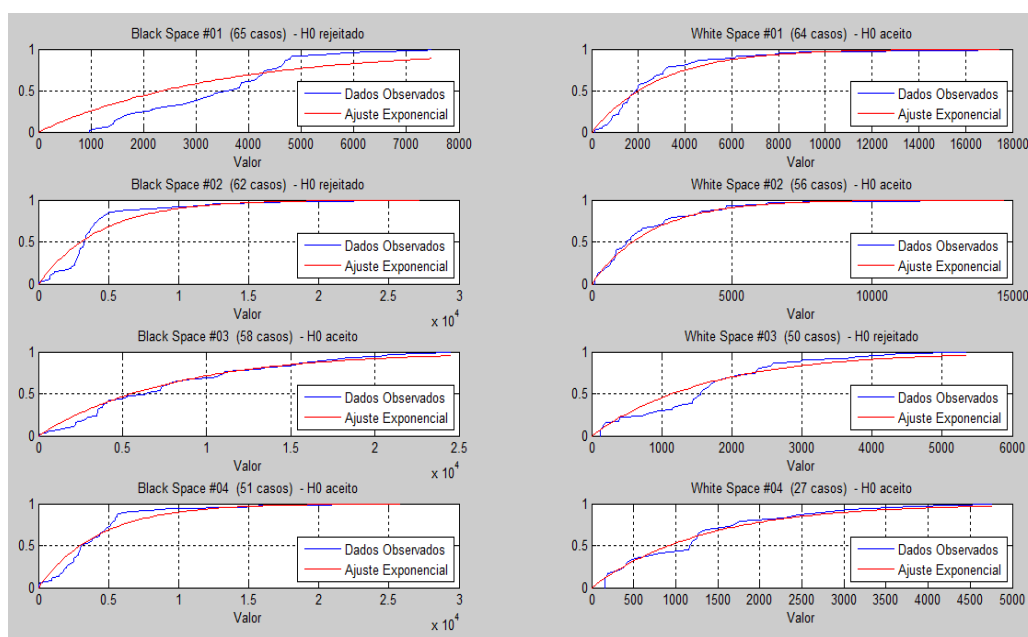 Black Space #01 (65 casos) - H0 rejeitado
1
0.5
0
Dados Observados
Ajuste Exponencial
0 1000 2000 3000 4000 5000 6000 7000 8000
Valor
White Space #01 (64 casos) - H0 aceito
1
0.5
0
Dados Observados
Ajuste Exponencial
0 2000 4000 6000 8000 10000 12000 14000 16000 18000
Valor
Black Space #02 (62 casos) - H0 rejeitado
1
0.5
0
Dados Observados
Ajuste Exponencial
0 0.5 1 1.5 2 2.5 3
Valor
x 10^4
White Space #02 (56 casos) - H0 aceito
1
0.5
0
Dados Observados
Ajuste Exponencial
0 5000 10000 15000
Valor
Black Space #03 (58 casos) - H0 aceito
1
0.5
0
Dados Observados
Ajuste Exponencial
0 0.5 1 1.5 2 2.5
Valor
x 10^4
White Space #03 (50 casos) - H0 rejeitado
1
0.5
0
Dados Observados
Ajuste Exponencial
0 1000 2000 3000 4000 5000 6000
Valor
Black Space #04 (51 casos) - H0 aceito
1
0.5
0
Dados Observados
Ajuste Exponencial
0 0.5 1 1.5 2 2.5 3
Valor
x 10^4
White Space #04 (27 casos) - H0 aceito
1
0.5
0
Dados Observados
Ajuste Exponencial
0 500 1000 1500 2000 2500 3000 3500 4000 4500 5000
Valor